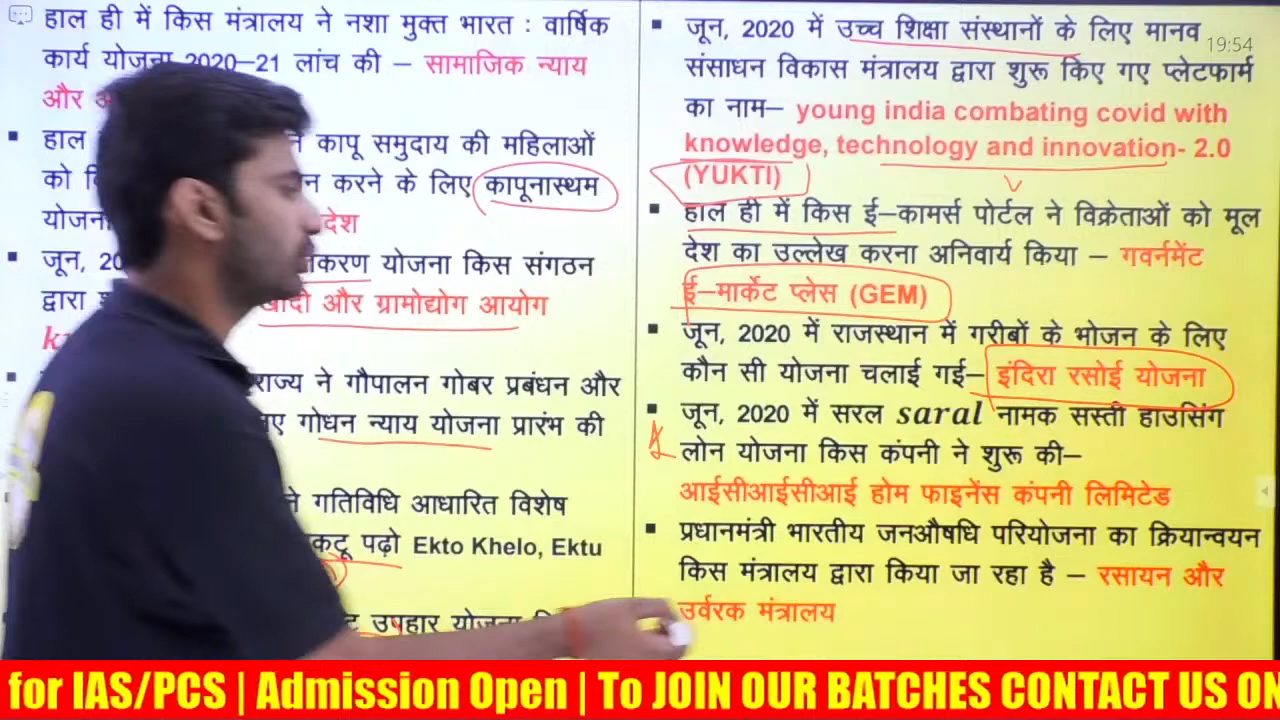 हाल ही में किस मंत्रालय ने नशा मुक्त भारत : वार्षिक
कार्य योजना 2020–21 लांच की – सामाजिक न्याय
और
हाल कापू समुदाय की महिलाओं
को करने के लिए कापूनास्थम
देश
जून, योजना किस संगठन
द्वारा और ग्रामोद्योग आयोग
राज्य ने गौपालन गोबर प्रबंधन और
गोधन न्याय योजना प्रारंभ की
ने गतिविधि आधारित विशेष
पढ़ो Ekto Khelo, Ektu
उपहार योजना
जून, 2020 में उच्च शिक्षा संस्थानों के लिए मानव
19:54
संसाधन विकास मंत्रालय द्वारा शुरू किए गए प्लेटफार्म
का नाम– young india combating covid with
knowledge, technology and innovation- 2.0
(YUKTI)
हाल ही में किस ई–कामर्स पोर्टल ने विक्रेताओं को मूल
देश का उल्लेख करना अनिवार्य किया – गवर्नमेंट
ई–मार्केट प्लेस (GEM)
जून, 2020 में राजस्थान में गरीबों के भोजन के लिए
कौन सी योजना चलाई गई– इंदिरा रसोई योजना
जून, 2020 में सरल saral नामक सस्ती हाउसिंग
लोन योजना किस कंपनी ने शुरू की–
आईसीआईसीआई होम फाइनेंस कंपनी लिमिटेड
प्रधानमंत्री भारतीय जनऔषधि परियोजना का क्रियान्वयन
किस मंत्रालय द्वारा किया जा रहा है – रसायन और
उर्वरक मंत्रालय
for IAS/PCS | Admission Open | To JOIN OUR BATCHES CONTACT US ON